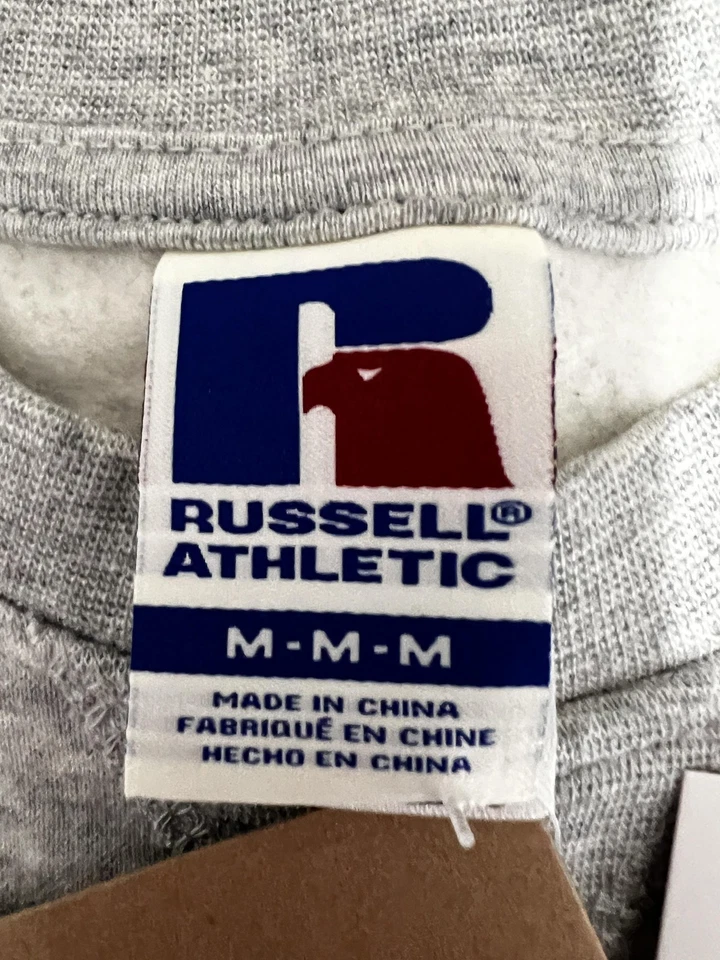 RUSSELL®
ATHLETIC
M-M-M
MADE IN CHINA
FABRIQUÉ EN CHINE
HECHO EN CHINA